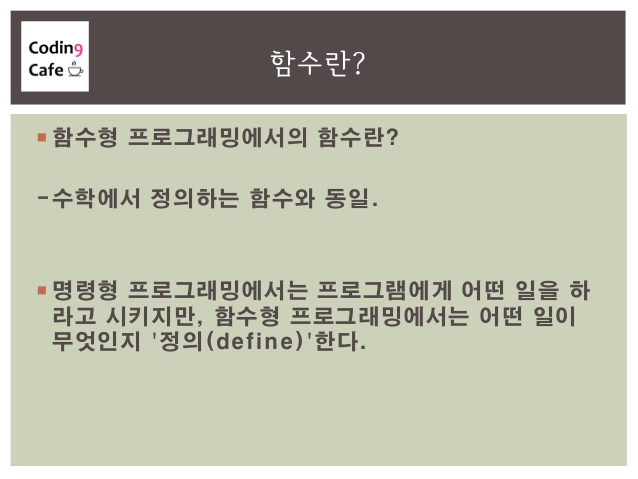 Coding
Cafe
함수란?
함수형 프로그래밍에서의 함수란?
-수학에서 정의하는 함수와 동일.
명령형 프로그래밍에서는 프로그램에게 어떤 일을 하
라고 시키지만, 함수형 프로그래밍에서는 어떤 일이
무엇인지 '정의(define)'한다.